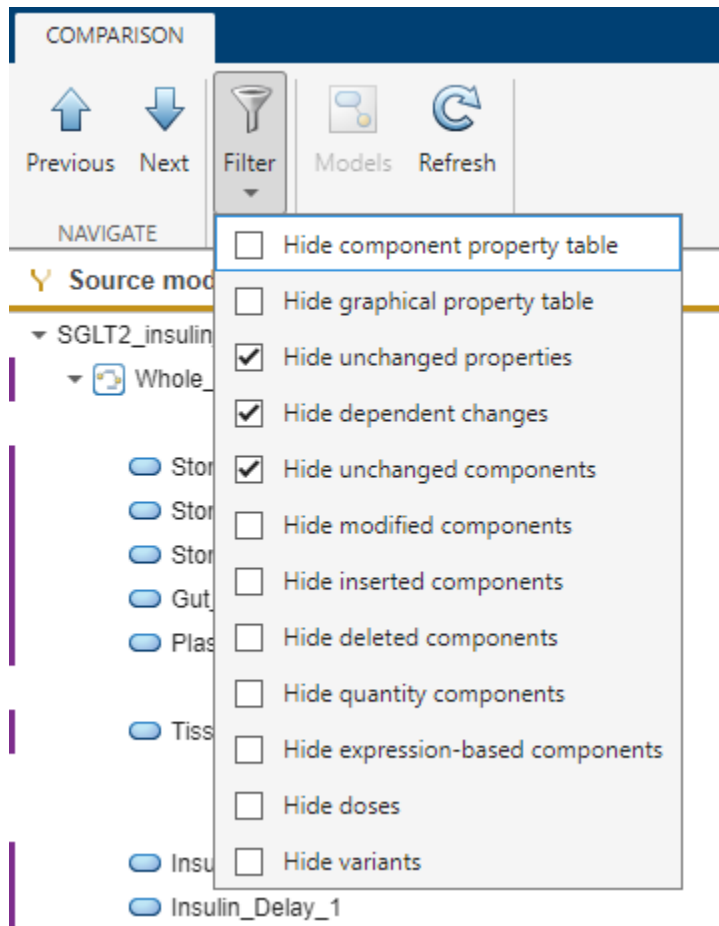 COMPARISON
Previous
Next
Filter
Models
Refresh
NAVIGATE
Hide component property table
Source mod
Hide graphical property table
SGLT2_insulin
Hide unchanged properties
Whole_
Hide dependent changes
Stor
Hide unchanged components
Stor
Hide modified components
Stor
Hide inserted components
Gut_
Hide deleted components
Plas
Hide quantity components
Tiss
Hide expression-based components
Hide doses
Insu
Hide variants
Insulin_Delay_1